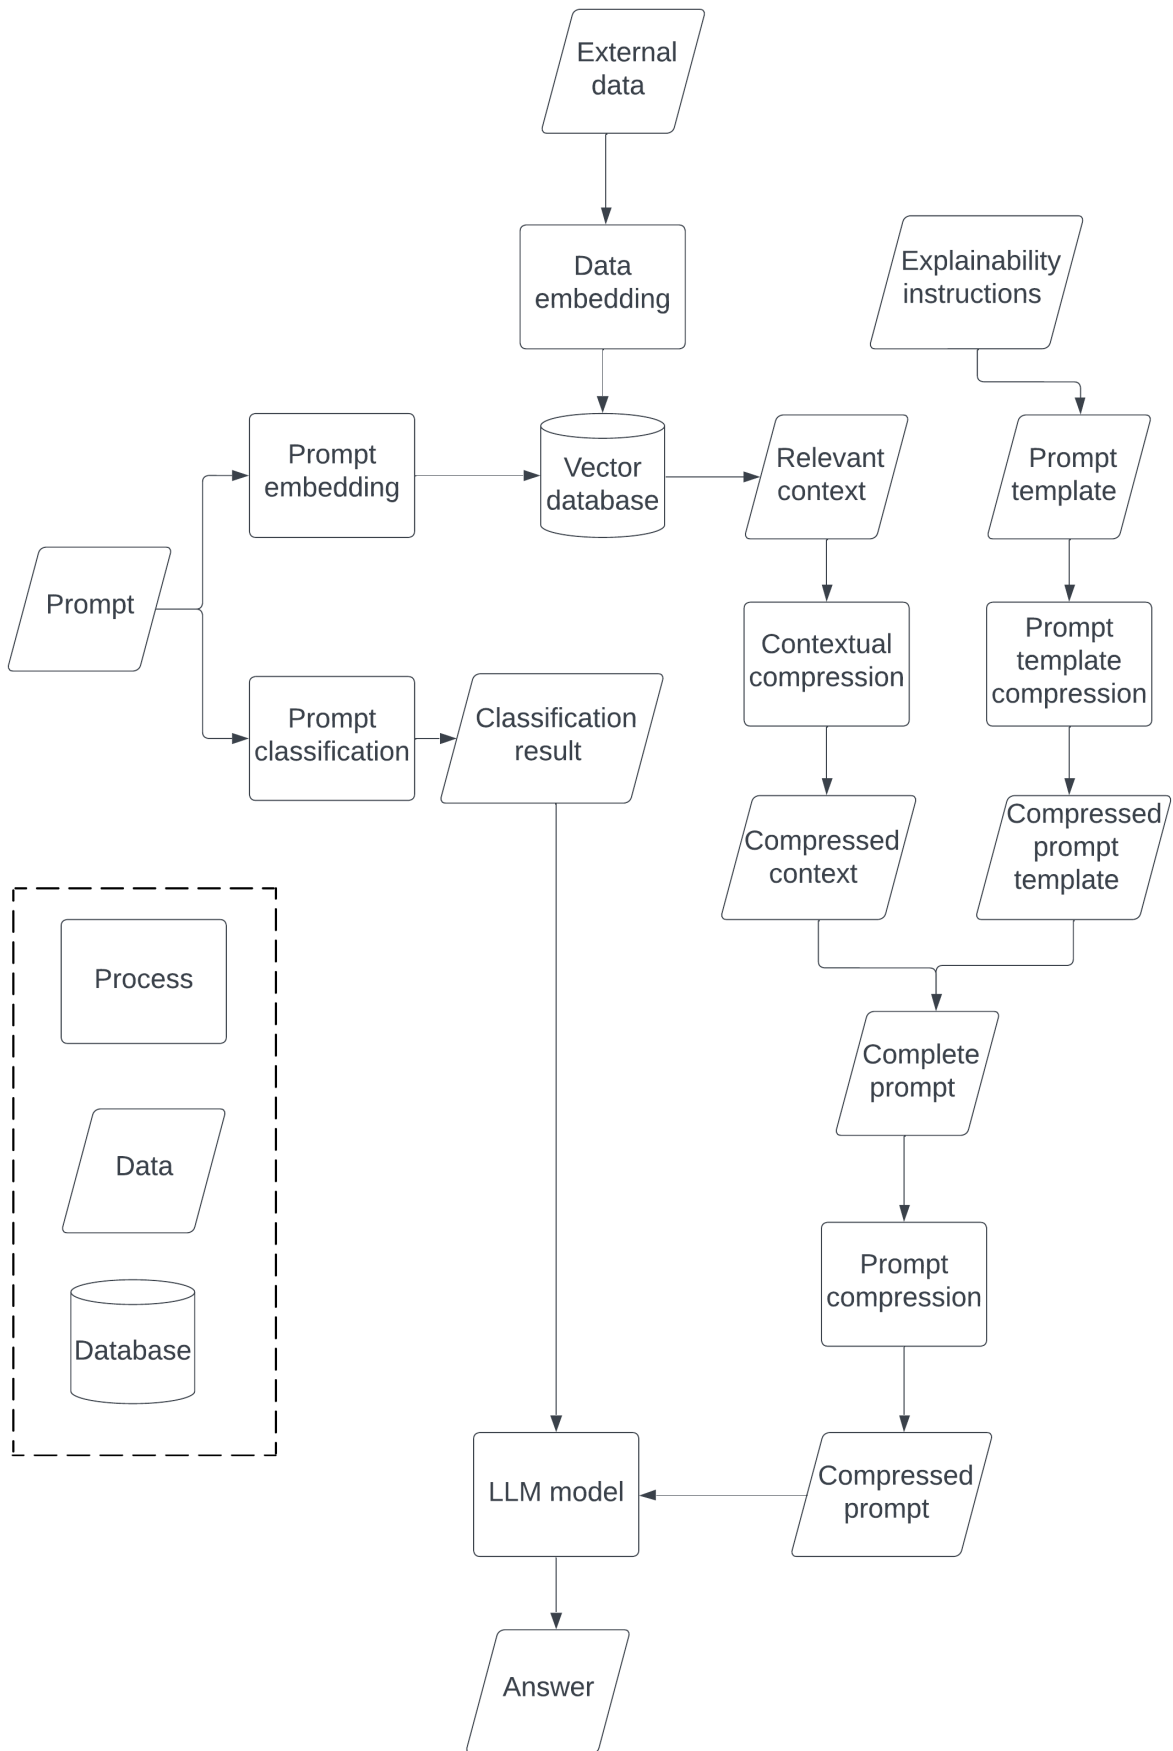 External
data
Data
embedding
Explainability
instructions
Prompt
embedding
Vector
database
Relevant
context
Prompt
template
Prompt
Contextual
compression
Prompt
template
compression
Prompt
classification
Classification
result
Compressed
context
Compressed
prompt
template
Process
Complete
prompt
Data
Prompt
compression
Database
LLM model
Compressed
prompt
Answer